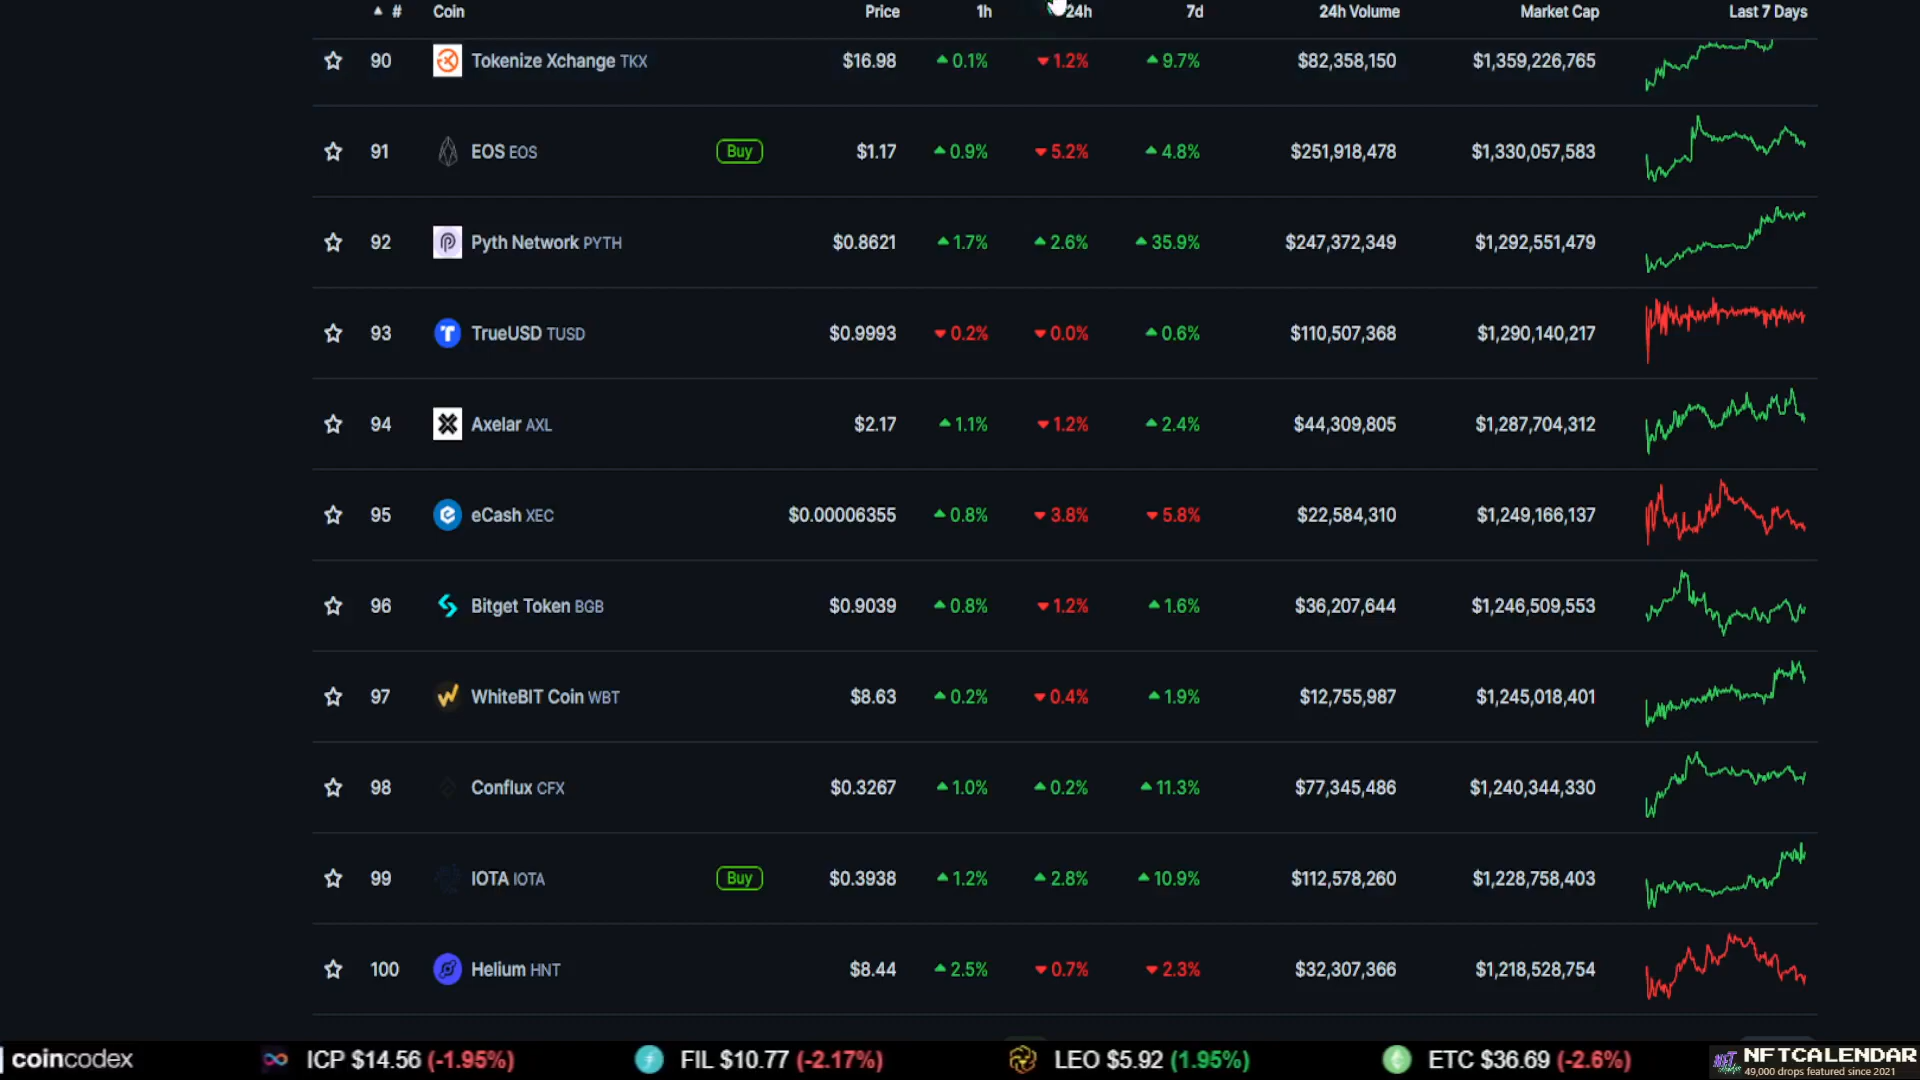 # Coin Price 1h 24h 7d 24h Volume Market Cap Last 7 Days
90 Tokenize Xchange TKX $16.98 0.1% 1.2% 9.7% $82,358,150 $1,359,226,765
91 EOS EOS Buy $1.17 0.9% 5.2% 4.8% $251,918,478 $1,330,057,583
92 Pyth Network PYTH $0.8621 1.7% 2.6% 35.9% $247,372,349 $1,292,551,479
93 TrueUSD TUSD $0.9993 0.2% 0.0% 0.6% $110,507,368 $1,290,140,217
94 Axelar AXL $2.17 1.1% 1.2% 2.4% $44,309,805 $1,287,704,312
95 eCash XEC $0.00006355 0.8% 3.8% 5.8% $22,584,310 $1,249,166,137
96 Bitget Token BGB $0.9039 0.8% 1.2% 1.6% $36,207,644 $1,246,509,553
97 WhiteBIT Coin WBT $8.63 0.2% 0.4% 1.9% $12,755,987 $1,245,018,401
98 Conflux CFX $0.3267 1.0% 0.2% 11.3% $77,345,486 $1,240,344,330
99 IOTA IOTA Buy $0.3938 1.2% 2.8% 10.9% $112,578,260 $1,228,758,403
100 Helium HNT $8.44 2.5% 0.7% 2.3% $32,307,366 $1,218,528,754
coincodex ICP $14.56 (-1.95%) FIL $10.77 (-2.17%) LEO $5.92 (1.95%) ETC $36.69 (-2.6%) NFTCALENDAR
49,000 drops featured since 2021